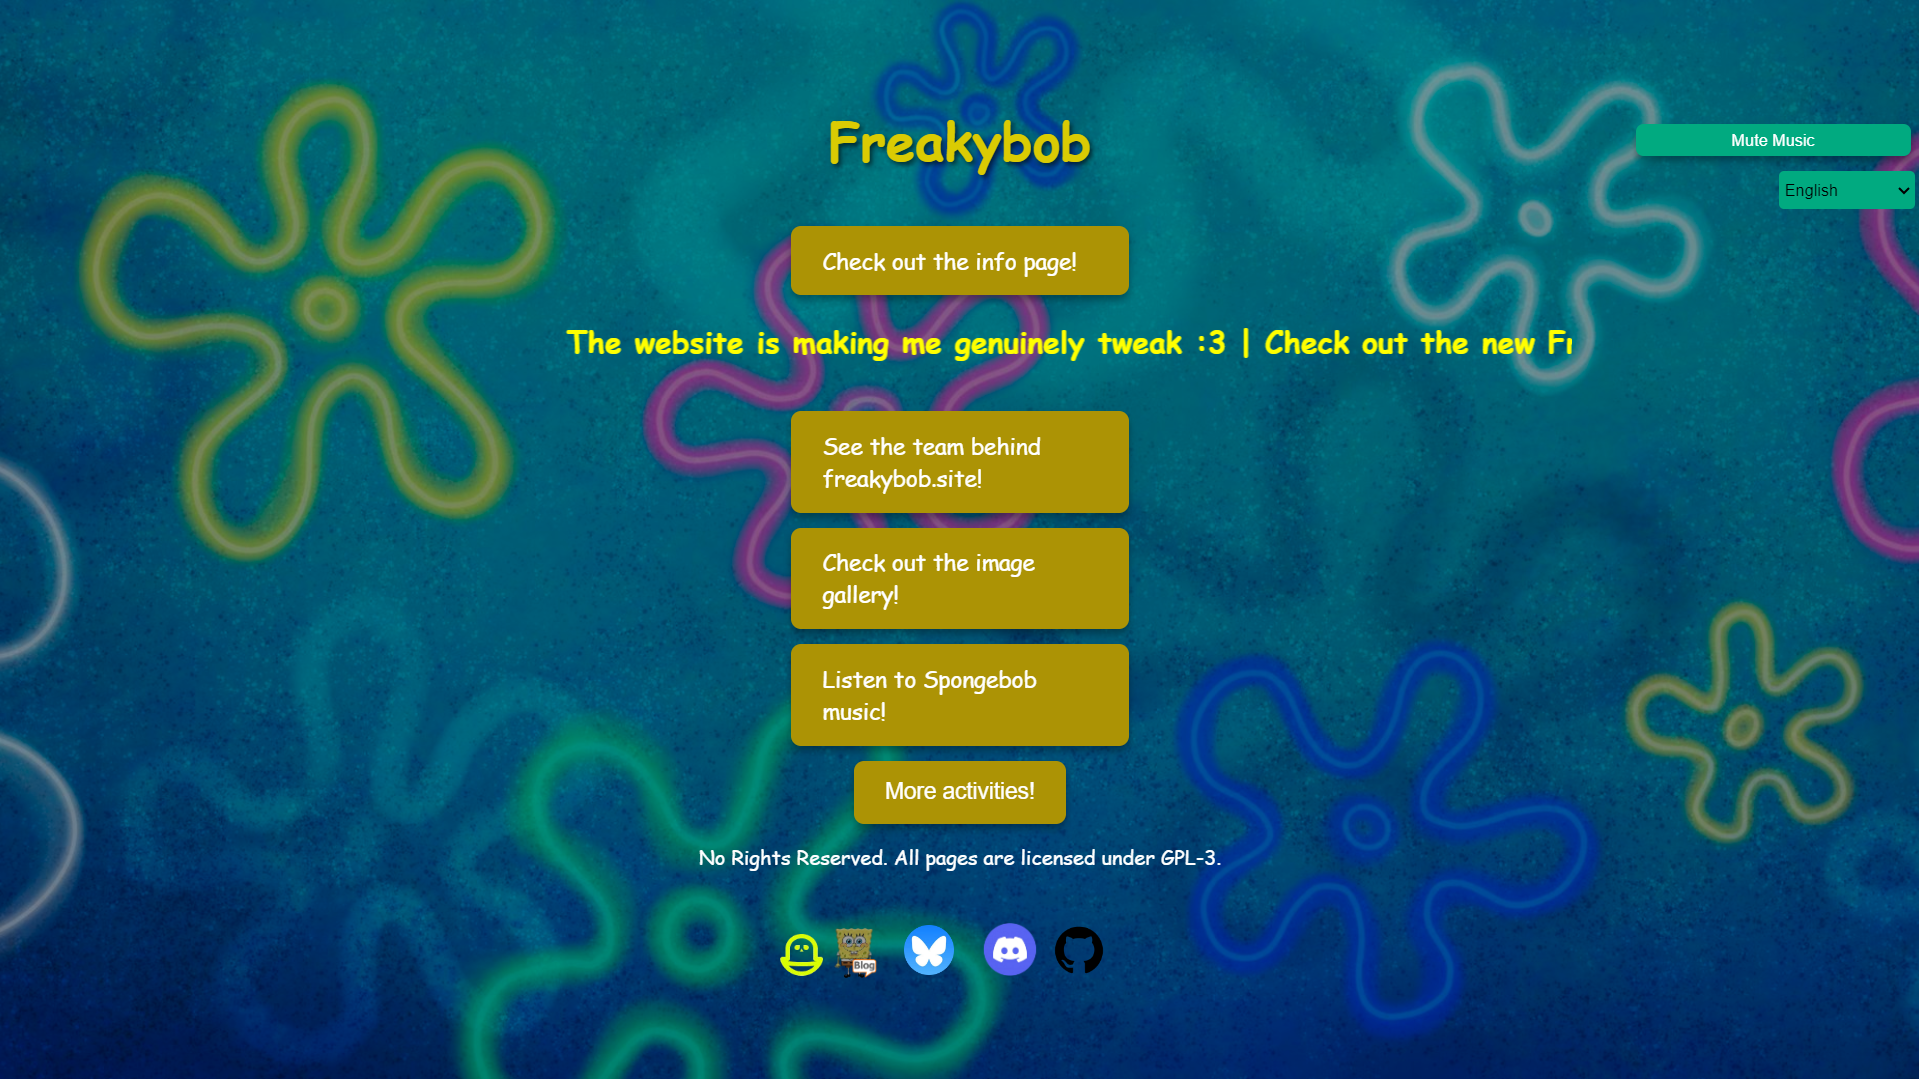 Freakybob
Mute Music
English
Check out the info page!
The website is making me genuinely tweak :3 | Check out the new Fr
See the team behind
freakybob.site!
Check out the image
gallery!
Listen to Spongebob
music!
More activities!
No Rights Reserved. All pages are licensed under GPL-3.
Blog